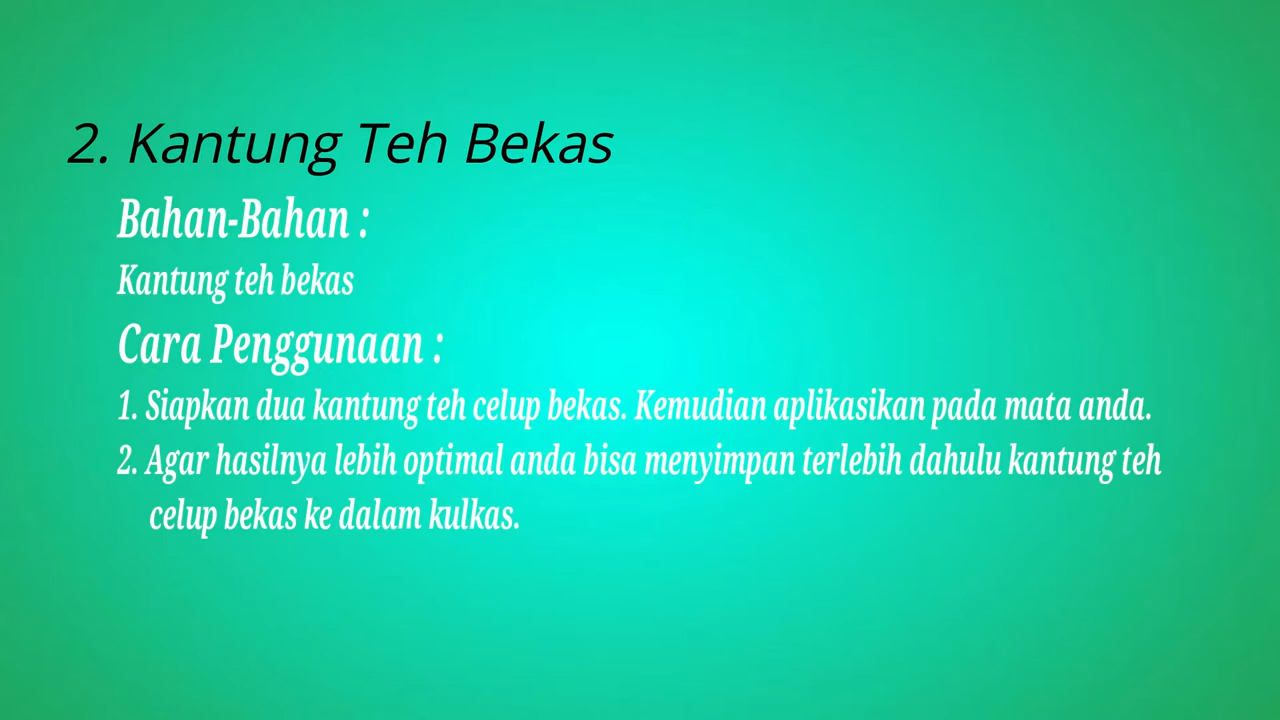 2. Kantung Teh Bekas
Bahan-Bahan :
Kantung teh bekas
Cara Penggunaan :
1. Siapkan dua kantung teh celup bekas. Kemudian aplikasikan pada mata anda.
2. Agar hasilnya lebih optimal anda bisa menyimpan terlebih dahulu kantung teh
celup bekas ke dalam kulkas.